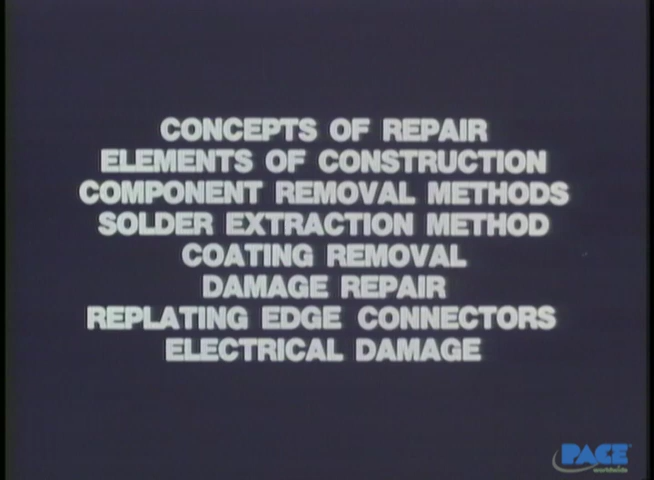 CONCEPTS OF REPAIR
ELEMENTS OF CONSTRUCTION
COMPONENT REMOVAL METHODS
SOLDER EXTRACTION METHOD
COATING REMOVAL
DAMAGE REPAIR
REPLATING EDGE CONNECTORS
ELECTRICAL DAMAGE
PACE
worldwide